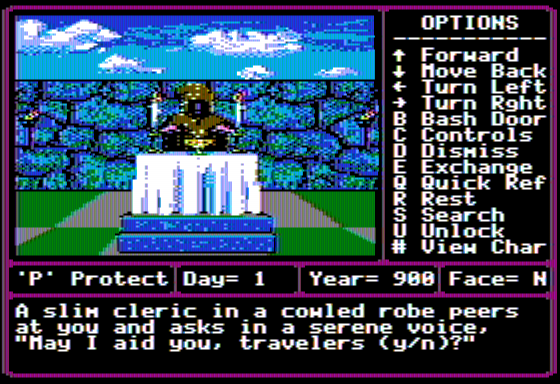 OPTIONS
------------
↑ Forward
↓ Move Back
← Turn Left
→ Turn Rght
B Bash Door
C Controls
D Dismiss
E Exchange
Q Quick Ref
R Rest
S Search
U Unlock
# View Char
'P' Protect Day= 1 Year= 900 Face= N
A slim cleric in a cowled robe peers
at you and asks in a serene voice,
"May I aid you, travelers (y/n)?"